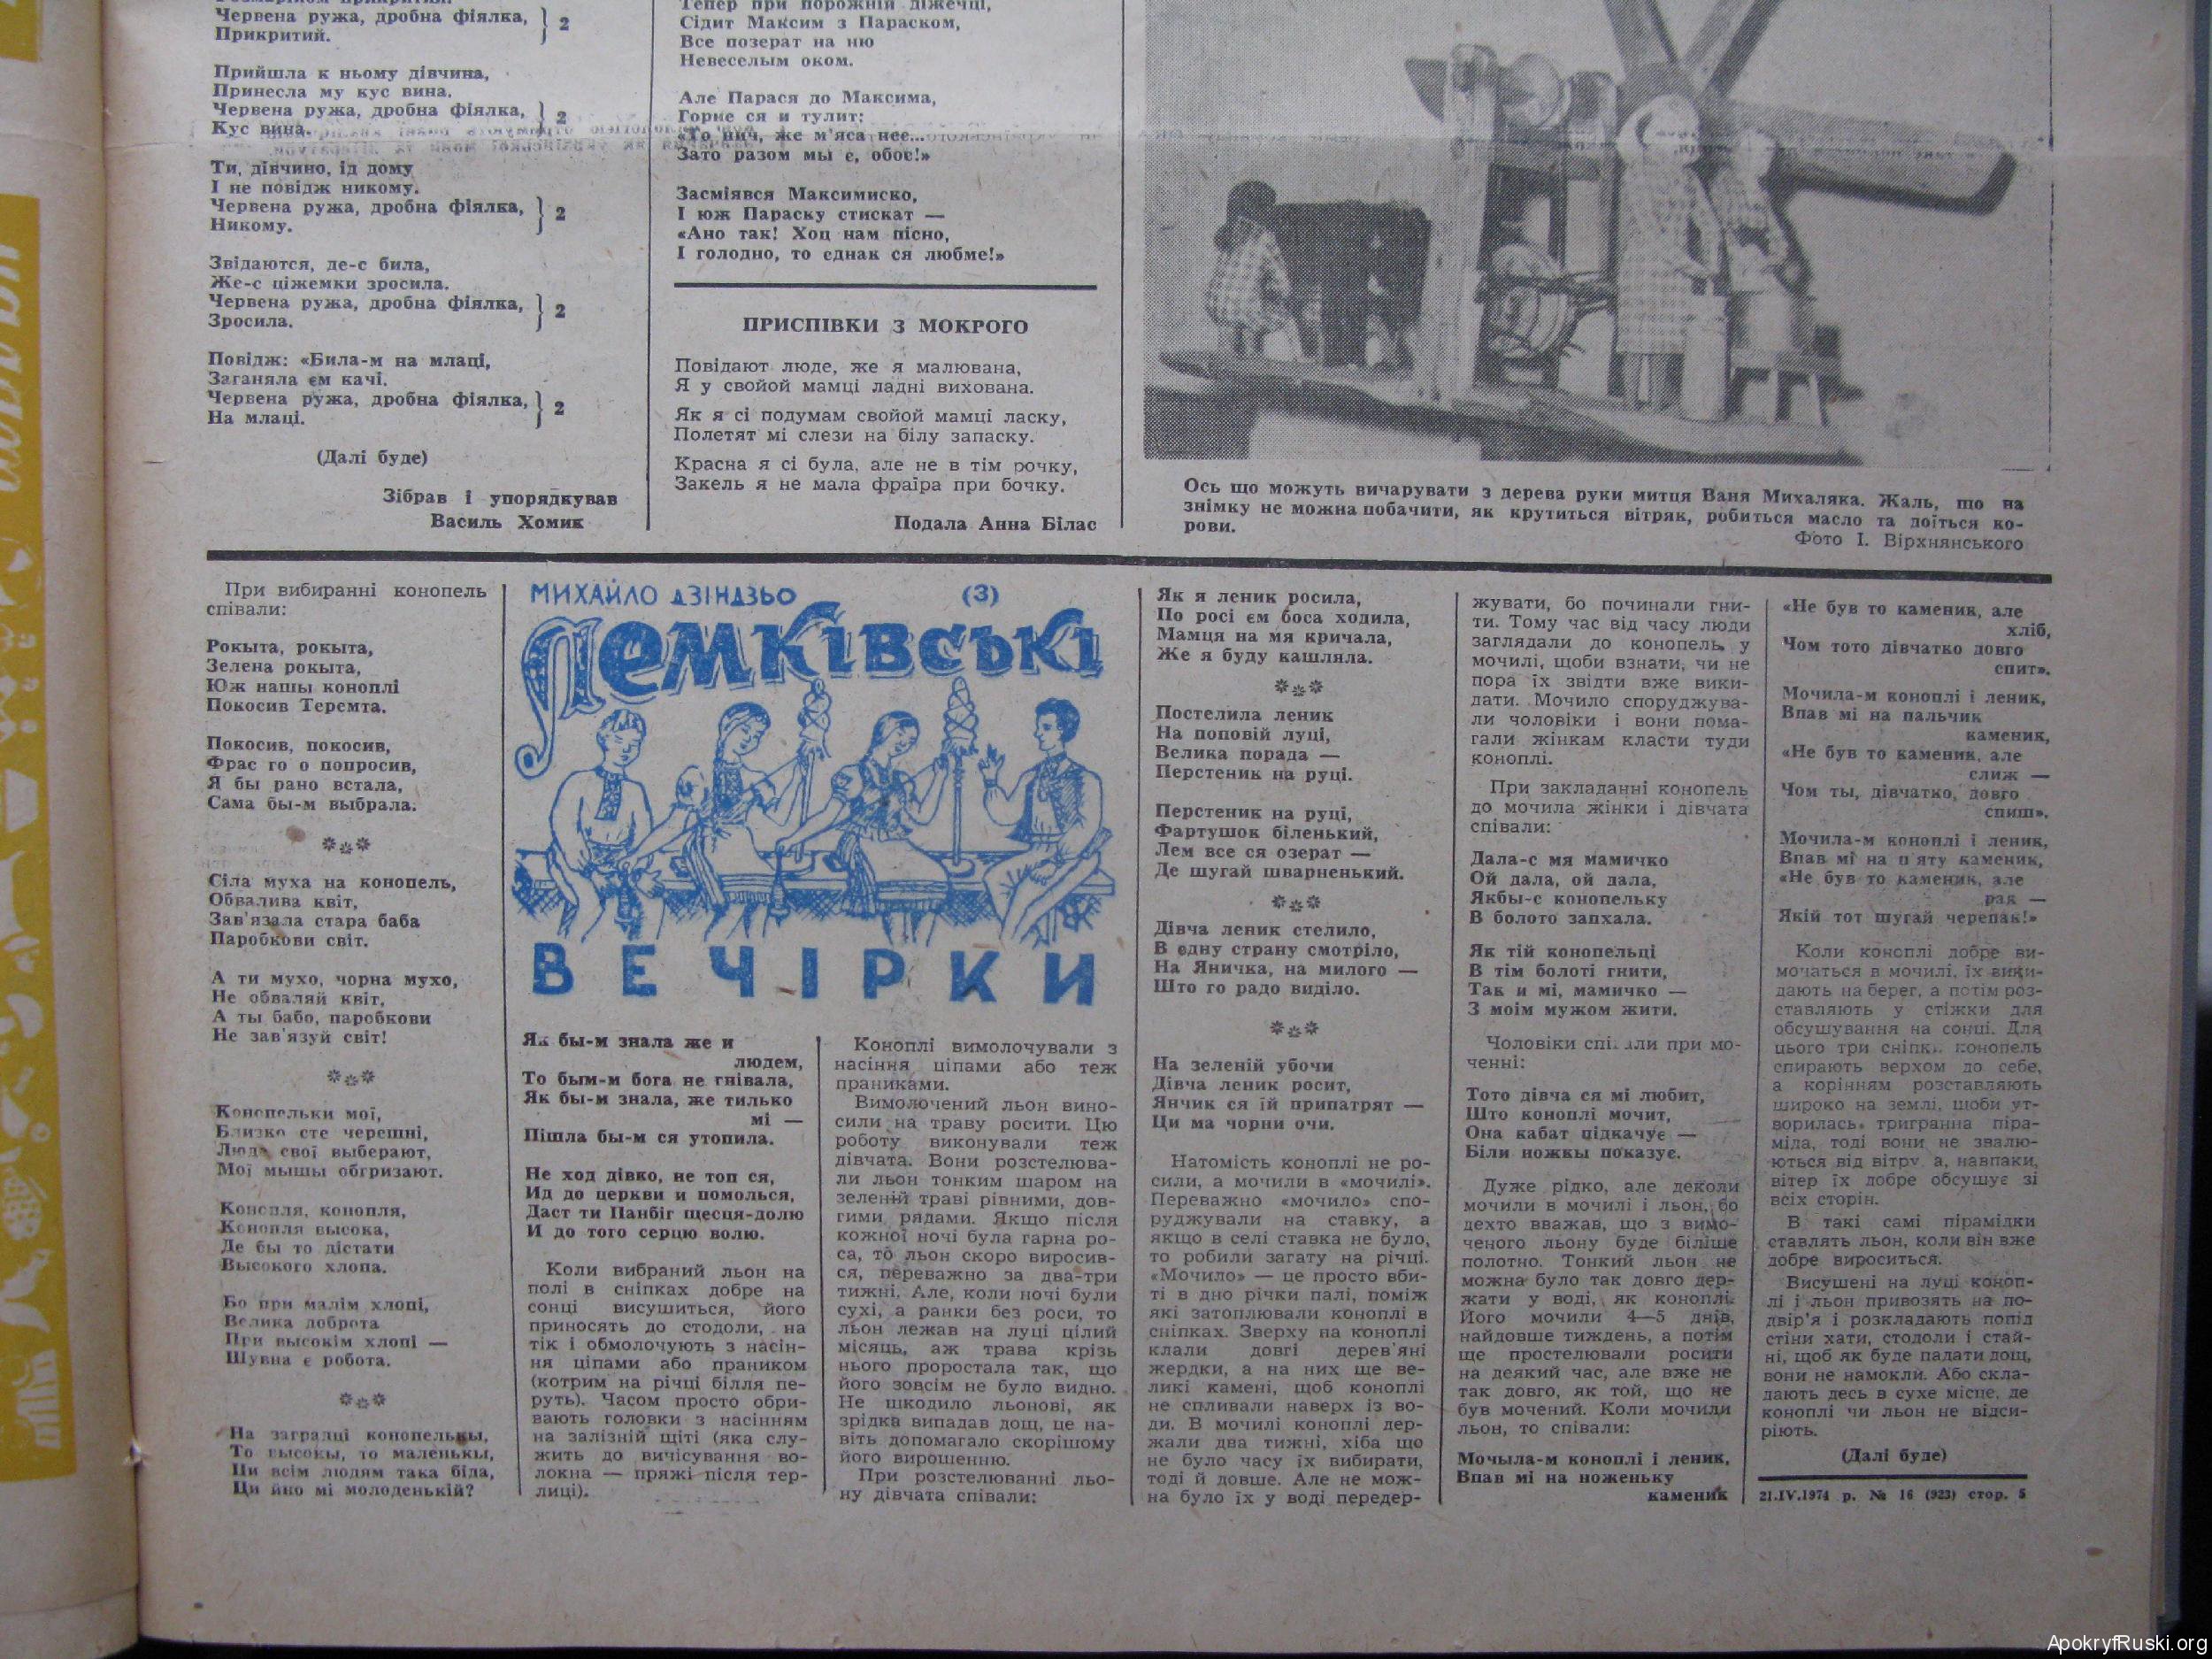 Червена ружа, дробна фіялка, } 2
Прикритий.
Прийшла к ньому дівчина,
Принесла му кус вина.
Червена ружа, дробна фіялка, } 2
Кус вина.
Ти, дівчино, ід дому
І не повідж никому.
Червена ружа, дробна фіялка, } 2
Никому.
Звідаются, де-с била,
Же-с ціжемки зросила.
Червена ружа, дробна фіялка, } 2
Зросила.
Повідж: «Била-м на млаці,
Заганяла єм качі.
Червена ружа, дробна фіялка, } 2
На млаці.
(Далі буде)
Зібрав і упорядкував
Василь Хомик
Тепер при порожній діжечці,
Сідит Максим з Параском,
Все позерат на ню
Невеселым оком.
Але Парася до Максима,
Горне ся и тулит:
«То нич, же м'яса неє...
Зато разом мы є, обоє!»
Засміявся Максимиско,
І юж Параску стискат —
«Ано так! Хоц нам пісно,
І голодно, то єднак ся любме!»
ПРИСПІВКИ З МОКРОГО
Повідают люде, же я малювана,
Я у свойой мамці ладні вихована.
Як я сі подумам свойой мамці ласку,
Полетят мі слези на білу запаску.
Красна я сі була, але не в тім рочку,
Закель я не мала фраїра при бочку.
Подала Анна Білас
Ось що можуть вичарувати з дерева руки митця Ваня Михаляка. Жаль, що на
знімку не можна побачити, як крутиться вітряк, робиться масло та доїться ко-
рови.
Фото І. Вірхнянського
При вибиранні конопель
співали:
Рокыта, рокыта,
Зелена рокыта,
Юж нашы коноплі
Покосив Теремта.
Покосив, покосив,
Фрас го о попросив,
Я бы рано встала,
Сама бы-м выбрала.
Сіла муха на конопель,
Обвалива квіт,
Зав'язала стара баба
Паробкови світ.
А ти мухо, чорна мухо,
Не обваляй квіт,
А ты бабо, паробкови
Не зав'язуй світ!
Конопельки мої,
Близко сте черешні,
Люде свої выберают,
Мої мышы обгризают.
Конопля, конопля,
Конопля высока,
Де бы то дістати
Высокого хлопа.
Бо при малім хлопі,
Велика доброта
При высокім хлопі —
Шувна є робота.
На заградці конопелькы,
То высокы, то маленькы,
Ци всім людям така біда,
Ци йно мі молоденькій?
МИХАЙЛО ДЗІНДЗЬО (3)
Лемківські
ВЕЧІРКИ
Як бы-м знала же и
людем,
То бым-м бога не гнівала,
Як бы-м знала, же тилько
мі —
Пішла бы-м ся утопила.
Не ход дівко, не топ ся,
Ид до церкви и помолься,
Даст ти Панбіг щесця-долю
И до того серцю волю.
Коли вибраний льон на
полі в сніпках добре на
сонці висушиться, його
приносять до стодоли, на
тік і обмолочують з насін-
ня ціпами або праником
(котрим на річці білля пе-
руть). Часом просто обри-
вають головки з насінням
на залізній щіті (яка слу-
жить до вичісування во-
локна — пряжі після тер-
лиці).
Коноплі вимолочували з
насіння ціпами або теж
праниками.
Вимолочений льон вино-
сили на траву росити. Цю
роботу виконували теж
дівчата. Вони розстелюва-
ли льон тонким шаром на
зеленій траві рівними, дов-
гими рядами. Якщо після
кожної ночі була гарна ро-
са, то льон скоро виросив-
ся, переважно за два-три
тижні. Але, коли ночі були
сухі, а ранки без роси, то
льон лежав на луці цілий
місяць, аж трава крізь
нього проростала так, що
його зовсім не було видно.
Не шкодило льонові, як
зрідка випадав дощ, це на-
віть допомагало скорішому
його вирошенню.
При розстелюванні льо-
ну дівчата співали:
Як я леник росила,
По росі єм боса ходила,
Мамця на мя кричала,
Же я буду кашляла.
Постелила леник
На поповій луці,
Велика порада —
Перстеник на руці.
Перстеник на руці,
Фартушок біленький,
Лем все ся озерат —
Де шугай шварненький.
Дівча леник стелило,
В єдну страну смотріло,
На Яничка, на милого —
Што го радо виділо.
На зеленій убочи
Дівча леник росит,
Янчик ся їй припатрят —
Ци ма чорни очи.
Натомість коноплі не ро-
сили, а мочили в «мочилі».
Переважно «мочило» спо-
руджували на ставку, а
якщо в селі ставка не було,
то робили загату на річці.
«Мочило» — це просто вби-
ті в дно річки палі, поміж
які затоплювали коноплі в
сніпках. Зверху на коноплі
клали довгі дерев'яні
жердки, а на них ще ве-
ликі камені, щоб коноплі
не спливали наверх із во-
ди. В мочилі коноплі дер-
жали два тижні, хіба що
не було часу їх вибирати,
тоді й довше. Але не мож-
на було їх у воді передер-
жувати, бо починали гни-
ти. Тому час від часу люди
заглядали до конопель у
мочилі, щоби взнати, чи не
пора їх звідти вже вики-
дати. Мочило споруджува-
ли чоловіки і вони пома-
гали жінкам класти туди
коноплі.
При закладанні конопель
до мочила жінки і дівчата
співали:
Дала-с мя мамичко
Ой дала, ой дала,
Якбы-с конопельку
В болото запхала.
Як тій конопельці
В тім болоті гнити,
Так и мі, мамичко —
З моїм мужом жити.
Чоловіки співали при мо-
ченні:
Тото дівча ся мі любит,
Што коноплі мочит,
Она кабат підкачує —
Біли ножкы показує.
Дуже рідко, але деколи
мочили в мочилі і льон, бо
дехто вважав, що з вимо-
ченого льону буде біліше
полотно. Тонкий льон не
можна було так довго дер-
жати у воді, як коноплі.
Його мочили 4—5 днів,
найдовше тиждень, а потім
ще простелювали росити
на деякий час, але вже не
так довго, як той, що не
був мочений. Коли мочили
льон, то співали:
Мочыла-м коноплі і леник,
Впав мі на ноженьку
каменик
«Не був то каменик, але
хліб,
Чом тото дівчатко довго
спит».
Мочила-м коноплі і леник,
Впав мі на пальчик
каменик,
«Не був то каменик, але
слиж —
Чом ты, дівчатко, довго
спиш».
Мочила-м коноплі і леник,
Впав мі на п'яту каменик,
«Не був то каменик, але
рак —
Якій тот шугай черепак!»
Коли коноплі добре ви-
мочаться в мочилі, їх вики-
дають на берег, а потім роз-
ставляють у стіжки для
обсушування на сонці. Для
цього три сніпки конопель
спирають верхом до себе,
а корінням розставляють
широко на землі, щоби ут-
ворилась тригранна піра-
міда, тоді вони не звалю-
ються від вітру, а, навпаки,
вітер їх добре обсушує зі
всіх сторін.
В такі самі пірамідки
ставлять льон, коли він вже
добре вироситься.
Висушені на луці коноп-
лі і льон привозять на по-
двір'я і розкладають попід
стіни хати, стодоли і стай-
ні, щоб як буде падати дощ,
вони не намокли. Або скла-
дають десь в сухе місце, де
коноплі чи льон не відси-
ріють.
(Далі буде)
21.IV.1974 р. № 16 (923) стор. 5
ApokryfRuski.org